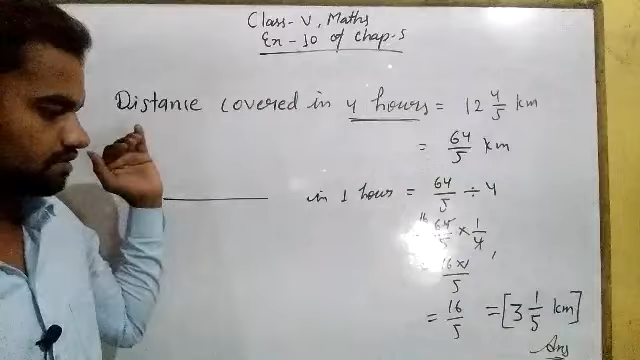 Class-V, Maths
Ex-10 of Chap-5
Distance covered in 4 hours = 12 4/5 km
= 64/5 km
in 1 hours = 64/5 ÷ 4
64/5 × 1/4
16×1/5
= 16/5 = [3 1/5 km]
Ans